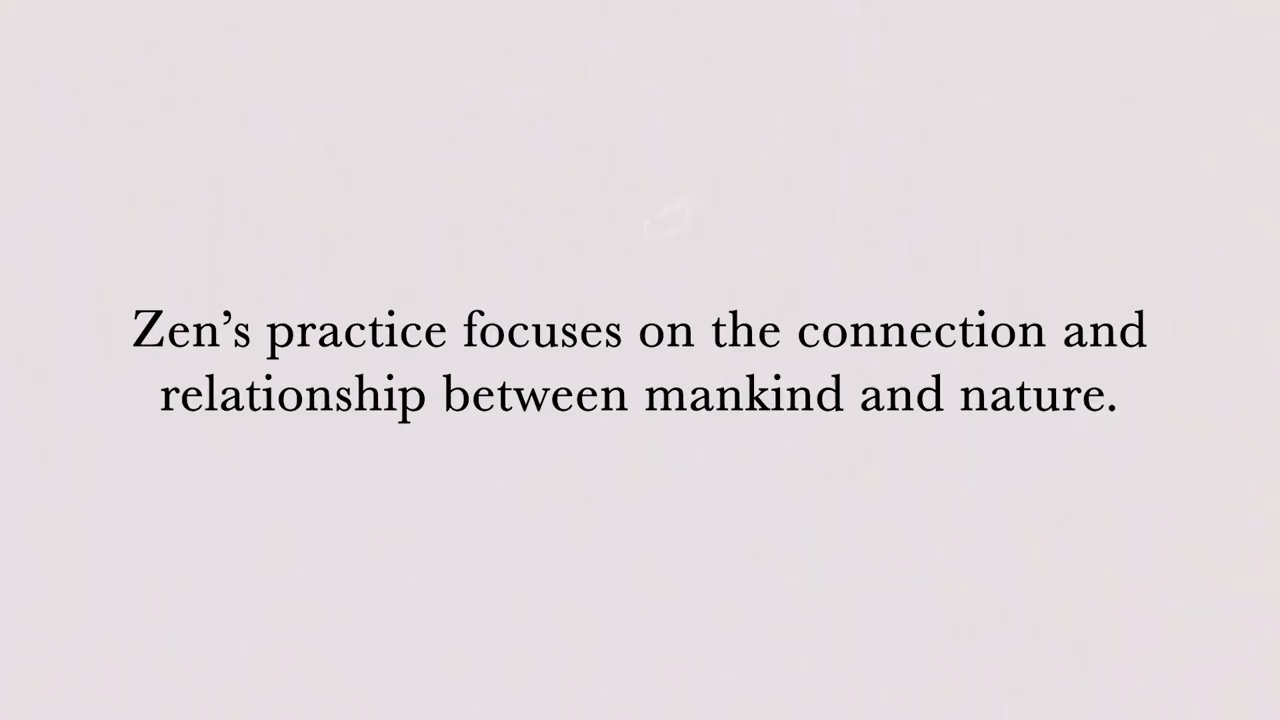 Zen’s practice focuses on the connection and
relationship between mankind and nature.